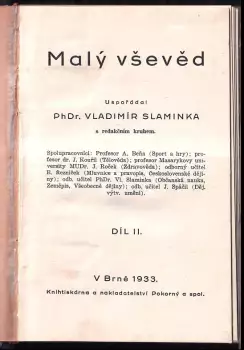 Malý vševěd
Uspořádal
PhDr. VLADIMÍR SLAMINKA
s redakčním kruhem.
Spolupracovníci: Profesor A. Beňa (Sport a hry); pro-
fesor dr. J. Kouřil (Tělověda); profesor Masarykovy uni-
versity MUDr. J. Roček (Zdravověda); odborný učitel
B. Řezníček (Mluvnice a pravopis, Československé ději-
ny); odb. učitel PhDr. Vl. Slaminka (Občanská nauka,
Zeměpis, Všeobecné dějiny); odb. učitel J. Spáčil (Děj.
výtv. umění).
DÍL II.
V Brně 1933.
Knihtiskárna a nakladatelství Pokorný a spol.